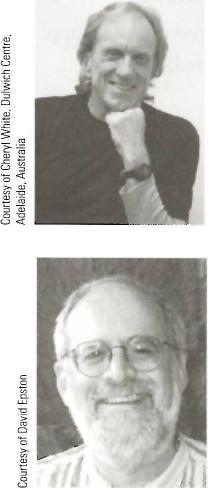 Courtesy of Cheryl White, Dulwich Centre,
Adelaide, Australia
Courtesy of David Epston